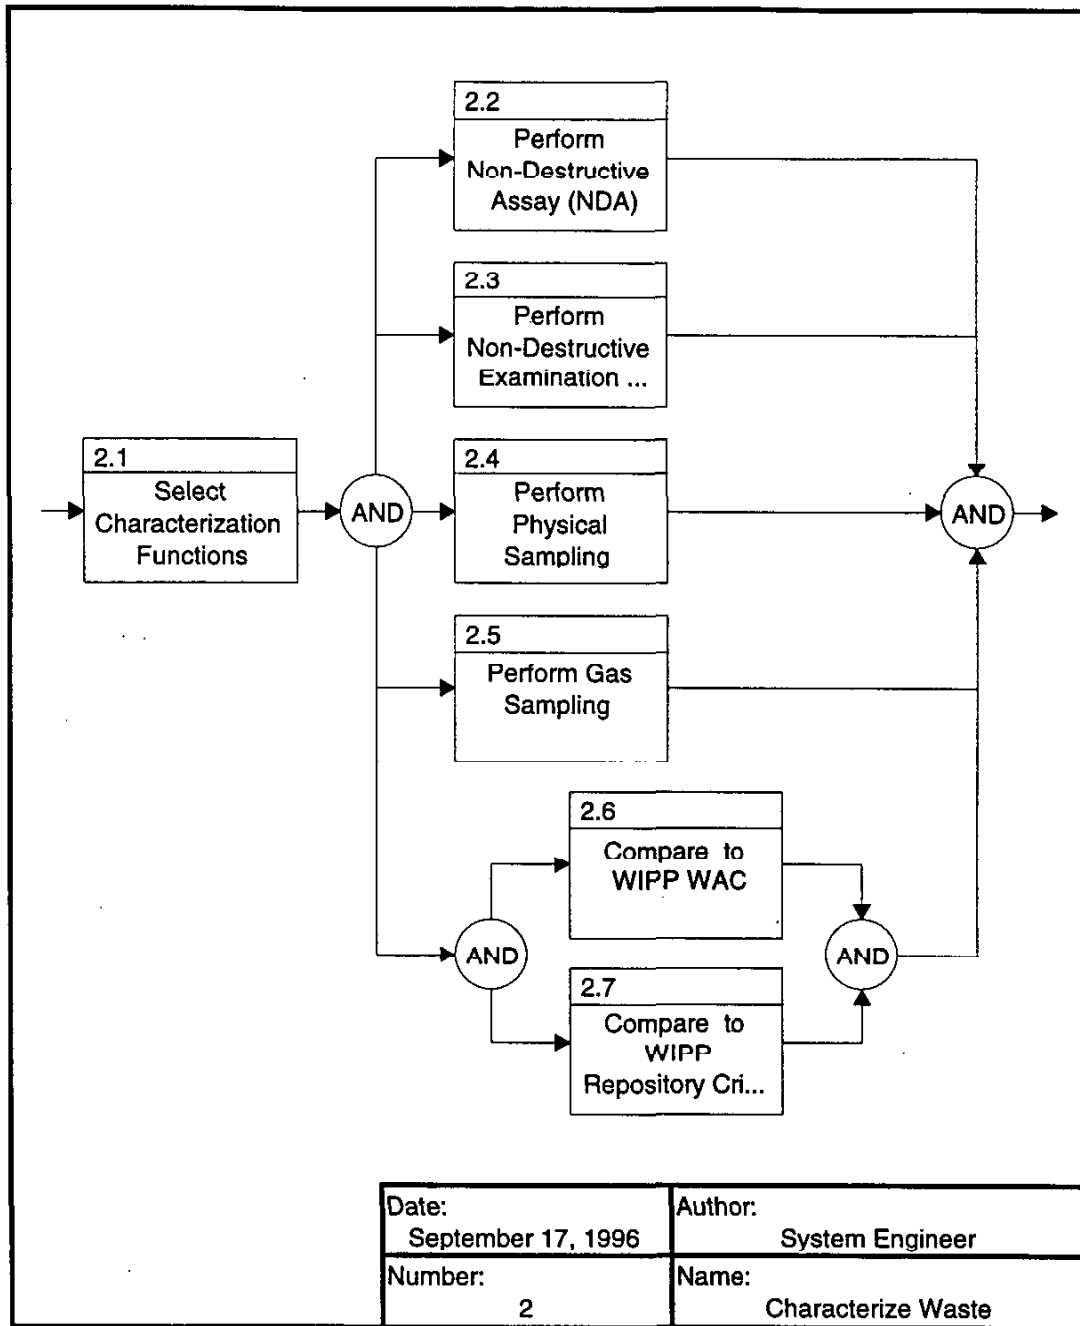 2.2
Perform
Non-Destructive
Assay (NDA)
2.3
Perform
Non-Destructive
Examination ...
2.1
Select
Characterization
Functions
AND
2.4
Perform
Physical
Sampling
AND
2.5
Perform Gas
Sampling
2.6
Compare to
WIPP WAC
AND
AND
2.7
Compare to
WIPP
Repository Cri...
Date:
September 17, 1996
Author:
System Engineer
Number:
2
Name:
Characterize Waste